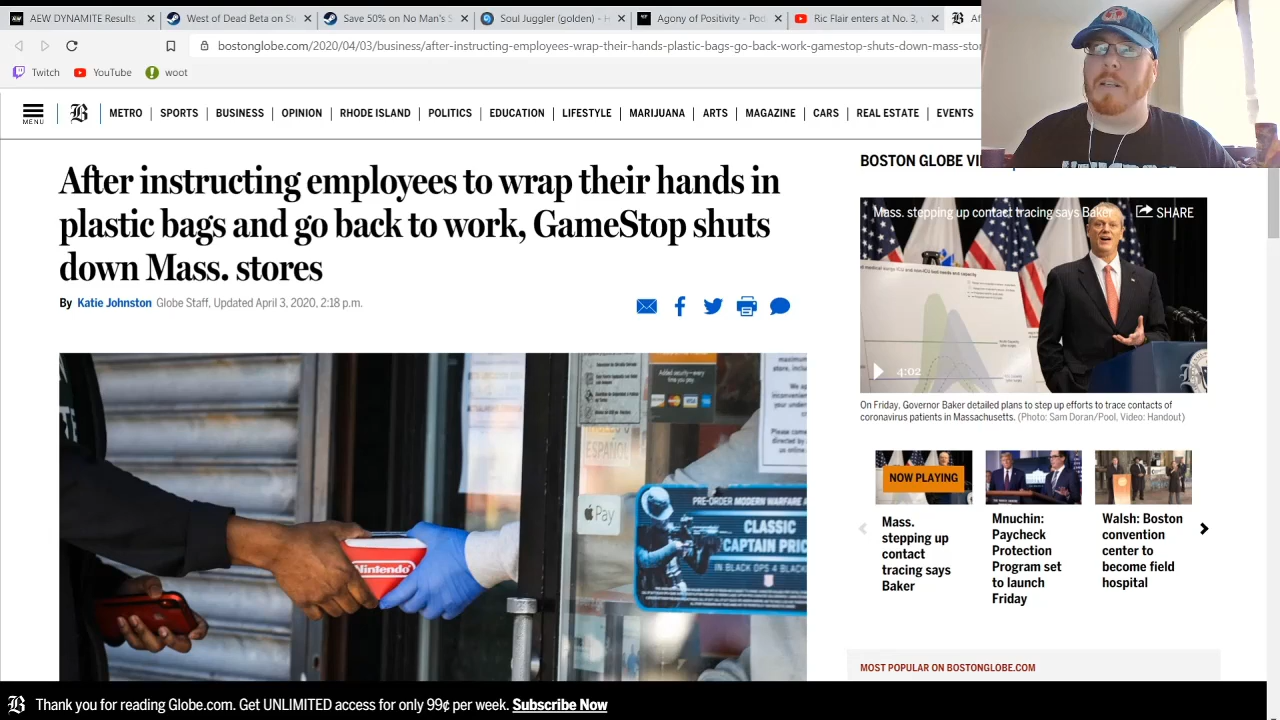 AEW DYNAMITE Results
West of Dead Beta on St
Save 50% on No Man's S
Soul Juggler (golden) - H
Agony of Positivity - Pod
Ric Flair enters at No. 3,
bostonglobe.com/2020/04/03/business/after-instructing-employees-wrap-their-hands-plastic-bags-go-back-work-gamestop-shuts-down-mass-stor
Twitch YouTube woot
MENU
B
METRO SPORTS BUSINESS OPINION RHODE ISLAND POLITICS EDUCATION LIFESTYLE MARIJUANA ARTS MAGAZINE CARS REAL ESTATE EVENTS
After instructing employees to wrap their hands in
plastic bags and go back to work, GameStop shuts
down Mass. stores
By Katie Johnston Globe Staff, Updated April 3, 2020, 2:18 p.m.
Added security—every
time you pay
VISA
ESPAÑOL
Pay
Nintendo
PRE-ORDER MODERN WARFARE
CLASSIC
CAPTAIN PRIC
IN BLACK OPS 4 BLACKO
BOSTON GLOBE VI
Mass. stepping up contact tracing says Baker
SHARE
4:02
On Friday, Governor Baker detailed plans to step up efforts to trace contacts of
coronavirus patients in Massachusetts. (Photo: Sam Doran/Pool, Video: Handout)
NOW PLAYING
Mass.
stepping up
contact
tracing says
Baker
Mnuchin:
Paycheck
Protection
Program set
to launch
Friday
Walsh: Boston
convention
center to
become field
hospital
MOST POPULAR ON BOSTONGLOBE.COM
B Thank you for reading Globe.com. Get UNLIMITED access for only 99¢ per week. Subscribe Now